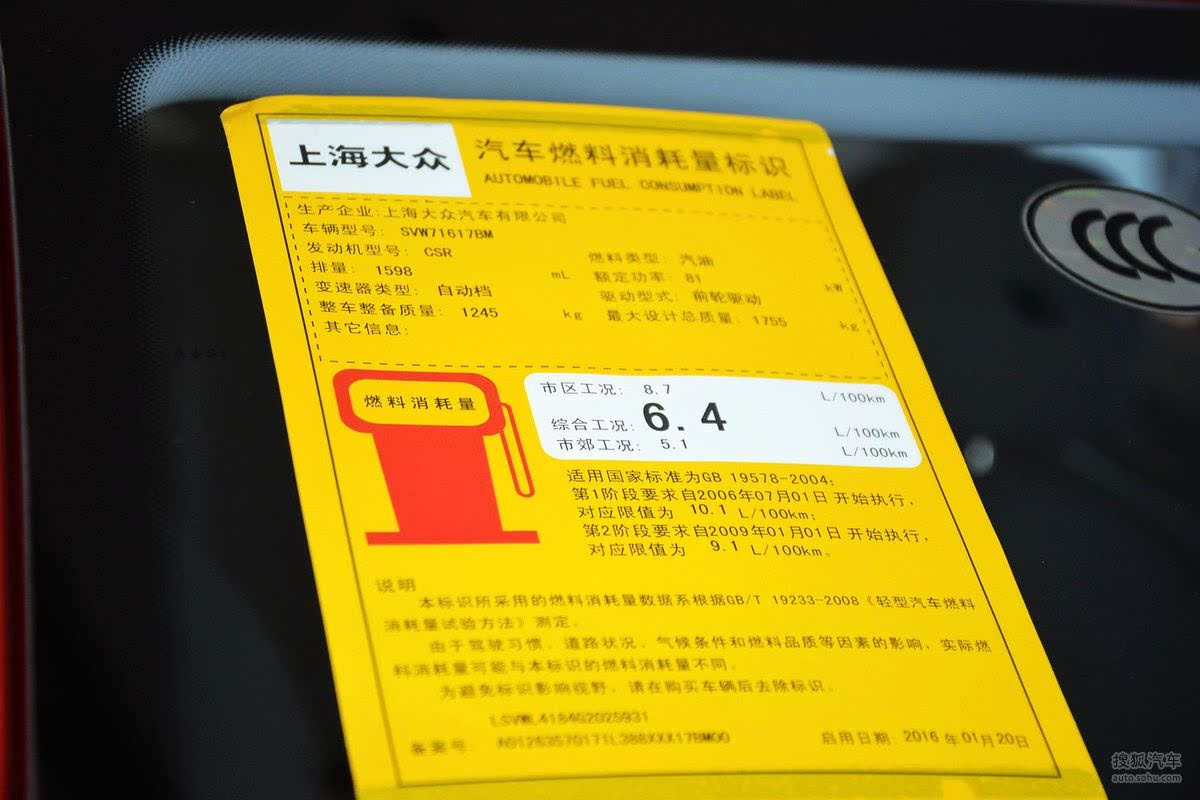 上海大众
汽车燃料消耗量标识
AUTOMOBILE FUEL CONSUMPTION LABEL
生产企业:上海大众汽车有限公司
车辆型号: SVW71617BM
发动机型号: CSR 燃料类型: 汽油
排量: 1598 mL 额定功率: 81 kW
变速器类型: 自动档 驱动型式: 前轮驱动
整车整备质量: 1245 kg 最大设计总质量: 1755 kg
其它信息:
燃料消耗量
市区工况: 8.7 L/100km
综合工况: 6.4 L/100km
市郊工况: 5.1 L/100km
适用国家标准为GB 19578-2004;
第1阶段要求自2006年07月01日 开始执行,
对应限值为 10.1 L/100km;
第2阶段要求自2009年01月01日 开始执行,
对应限值为 9.1 L/100km。
说明
本标识所采用的燃料消耗量数据系根据GB/T 19233-2008《轻型汽车燃料
消耗量试验方法》测定。
由于驾驶习惯、道路状况、气候条件和燃料品质等因素的影响,实际燃
料消耗量可能与本标识的燃料消耗量不同。
为避免标识影响视野,请在购买车辆后去除标识。
备案号: 启用日期: 2016 年01月20日
CCC
搜狐汽车
auto.sohu.com